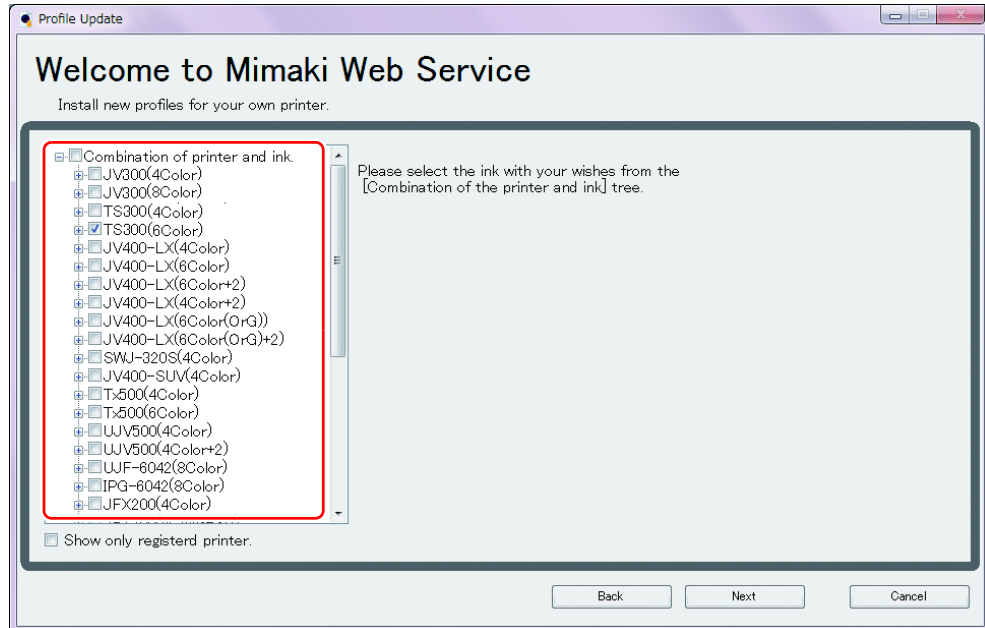 Profile Update
Welcome to Mimaki Web Service
Install new profiles for your own printer.
Combination of printer and ink.
JV300(4Color)
JV300(8Color)
TS300(4Color)
TS300(6Color)
JV400-LX(4Color)
JV400-LX(6Color)
JV400-LX(6Color+2)
JV400-LX(4Color+2)
JV400-LX(6Color(OrG))
JV400-LX(6Color(OrG)+2)
SWJ-320S(4Color)
JV400-SUV(4Color)
Tx500(4Color)
Tx500(6Color)
UJV500(4Color)
UJV500(4Color+2)
UJF-6042(8Color)
IPG-6042(8Color)
JFX200(4Color)
Please select the ink with your wishes from the
[Combination of the printer and ink] tree.
Show only registerd printer.
Back Next Cancel